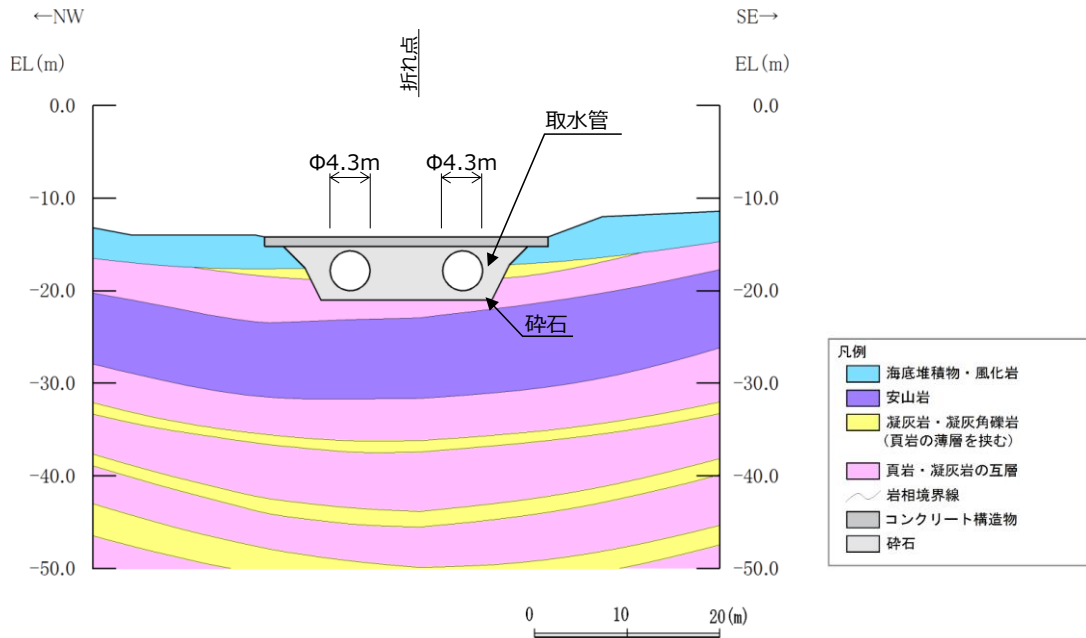 ←NW
SE→
EL(m)
EL(m)
折れ点
0.0
0.0
取水管
Φ4.3m
Φ4.3m
-10.0
-10.0
-20.0
-20.0
砕石
-30.0
-30.0
-40.0
-40.0
-50.0
-50.0
凡例
海底堆積物・風化岩
安山岩
凝灰岩・凝灰角礫岩
(頁岩の薄層を挟む)
頁岩・凝灰岩の互層
岩相境界線
コンクリート構造物
砕石
0 10 20(m)